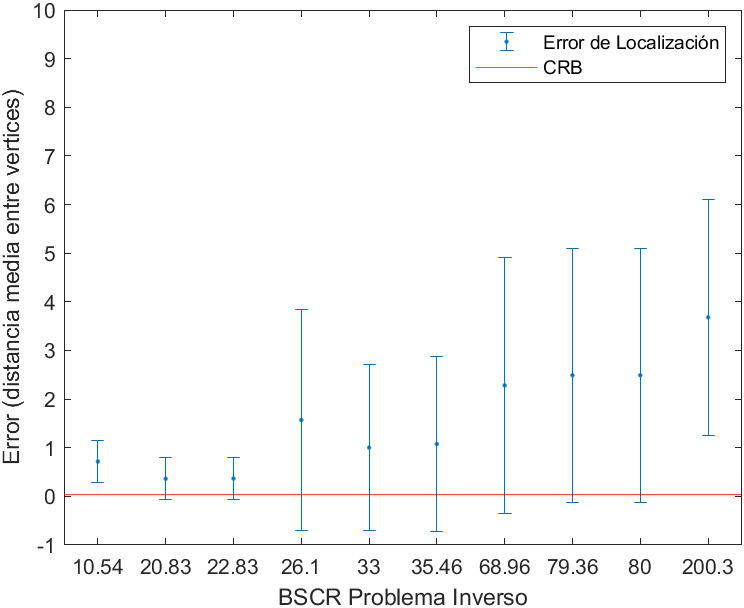 10
9
8
7
6
5
4
3
2
1
0
-1
Error (distancia media entre vertices)
Error de Localización
CRB
10.54 20.83 22.83 26.1 33 35.46 68.96 79.36 80 200.3
BSCR Problema Inverso